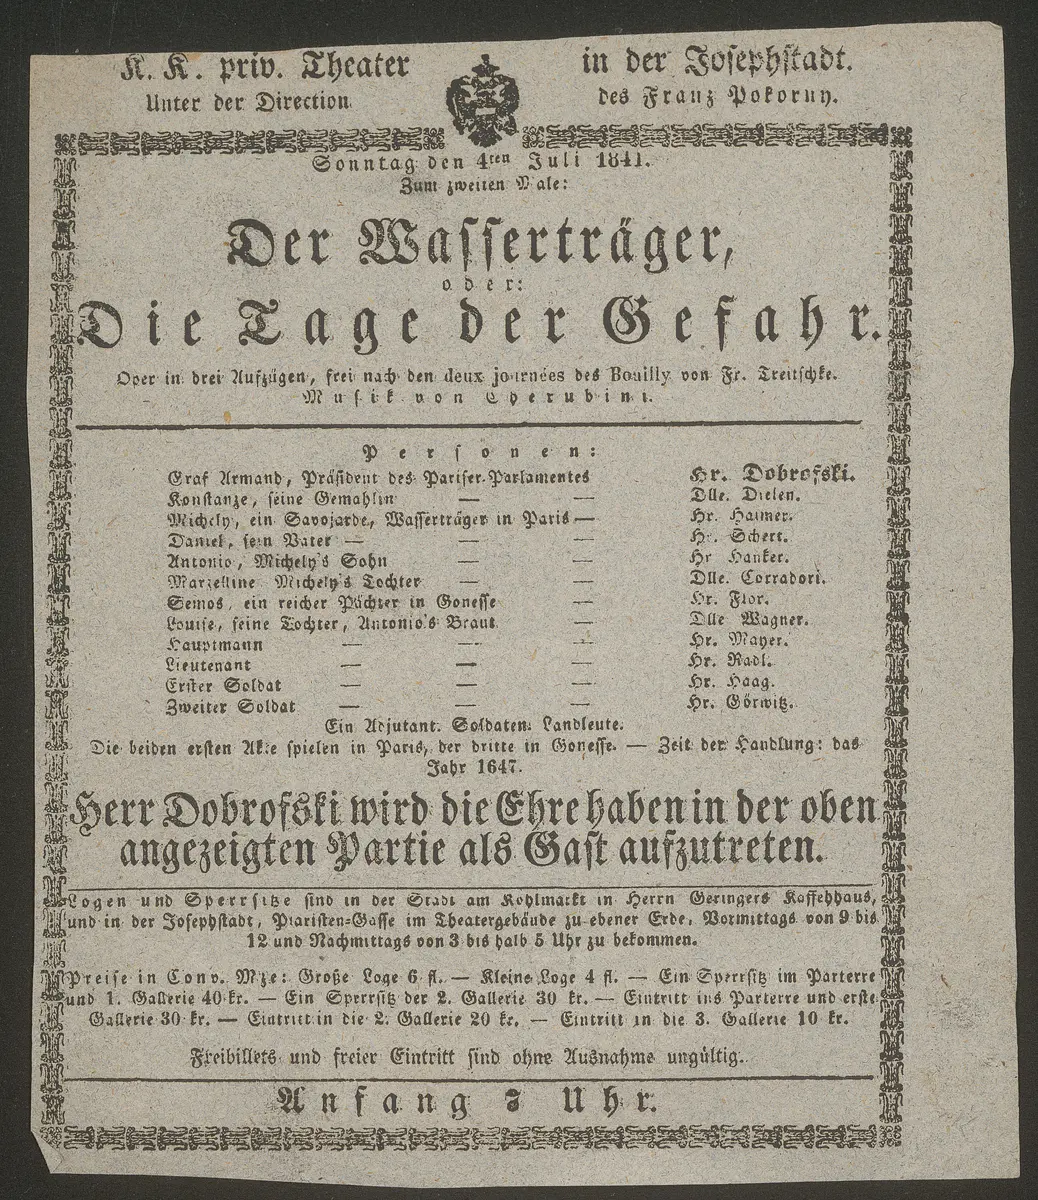 K. K. priv. Theater in der Josephstadt.
Unter der Direction des Franz Pokorny.
Sonntag den 4ten Juli 1841.
Zum zweiten Male:
Der Wasserträger,
oder:
Die Tage der Gefahr.
Oper in drei Aufzügen, frei nach den deux journées des Bouilly von Fr. Treitschke.
Musik von Cherubini.
Personen:
Graf Armand, Präsident des Pariser-Parlamentes Hr. Dobrofski.
Konstanze, seine Gemahlin — — Dlle. Dielen.
Michely, ein Savojarde, Wasserträger in Paris — Hr. Haimer.
Daniel, sein Vater — — — Hr. Schert.
Antonio, Michely's Sohn — — Hr Hanker.
Marzelline Michely's Tochter — — Dlle. Corradori.
Semos, ein reicher Pächter in Gonesse — Hr. Flor.
Louise, seine Tochter, Antonio's Braut — Dlle Wagner.
Hauptmann — — — Hr. Mayer.
Lieutenant — — — Hr. Radl.
Erster Soldat — — — Hr. Haag.
Zweiter Soldat — — — Hr. Görwitz.
Ein Adjutant. Soldaten. Landleute.
Die beiden ersten Akte spielen in Paris, der dritte in Gonesse. — Zeit der Handlung: das
Jahr 1647.
Herr Dobrofski wird die Ehre haben in der oben
angezeigten Partie als Gast aufzutreten.
Logen und Sperrsitze sind in der Stadt am Kohlmarkt in Herrn Geringers Kaffehhaus,
und in der Josephstadt, Piaristen-Gasse im Theatergebäude zu ebener Erde, Vormittags von 9 bis
12 und Nachmittags von 3 bis halb 5 Uhr zu bekommen.
Preise in Conv. Mze: Große Loge 6 fl. — Kleine Loge 4 fl. — Ein Sperrsitz im Parterre
und 1. Gallerie 40 kr. — Ein Sperrsitz der 2. Gallerie 30 kr. — Eintritt ins Parterre und erste
Gallerie 30 kr. — Eintritt in die 2. Gallerie 20 kr. — Eintritt in die 3. Gallerie 10 kr.
Freibillets und freier Eintritt sind ohne Ausnahme ungültig.
Anfang Uhr.